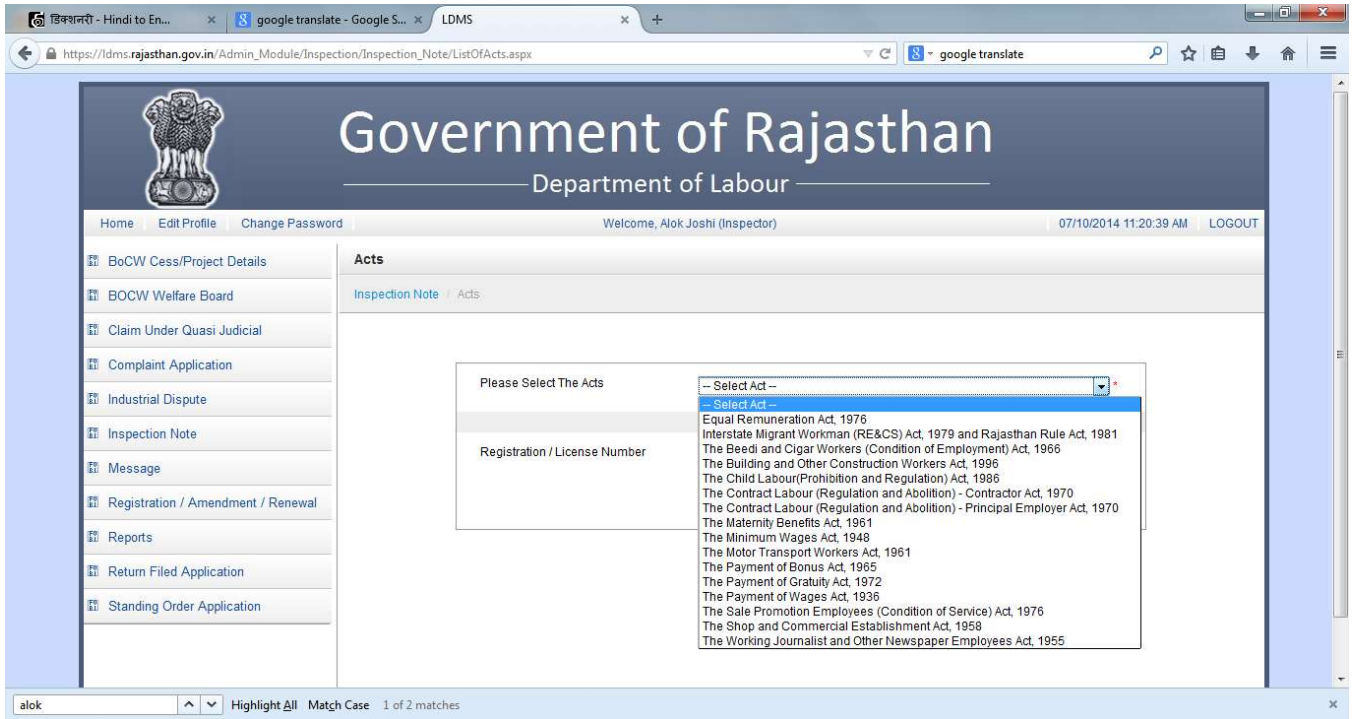 डिक्शनरी - Hindi to En...
google translate - Google S...
LDMS
https://ldms.rajasthan.gov.in/Admin_Module/Inspection/Inspection_Note/ListOfActs.aspx
google translate
Government of Rajasthan
Department of Labour
Home Edit Profile Change Password Welcome, Alok Joshi (Inspector) 07/10/2014 11:20:39 AM LOGOUT
BoCW Cess/Project Details
BOCW Welfare Board
Claim Under Quasi Judicial
Complaint Application
Industrial Dispute
Inspection Note
Message
Registration / Amendment / Renewal
Reports
Return Filed Application
Standing Order Application
Acts
Inspection Note / Acts
Please Select The Acts
-- Select Act -- *
-- Select Act --
Equal Remuneration Act, 1976
Interstate Migrant Workman (RE&CS) Act, 1979 and Rajasthan Rule Act, 1981
The Beedi and Cigar Workers (Condition of Employment) Act, 1966
The Building and Other Construction Workers Act, 1996
The Child Labour(Prohibition and Regulation) Act, 1986
The Contract Labour (Regulation and Abolition) - Contractor Act, 1970
The Contract Labour (Regulation and Abolition) - Principal Employer Act, 1970
The Maternity Benefits Act, 1961
The Minimum Wages Act, 1948
The Motor Transport Workers Act, 1961
The Payment of Bonus Act, 1965
The Payment of Gratuity Act, 1972
The Payment of Wages Act, 1936
The Sale Promotion Employees (Condition of Service) Act, 1976
The Shop and Commercial Establishment Act, 1958
The Working Journalist and Other Newspaper Employees Act, 1955
Registration / License Number
alok Highlight All Match Case 1 of 2 matches